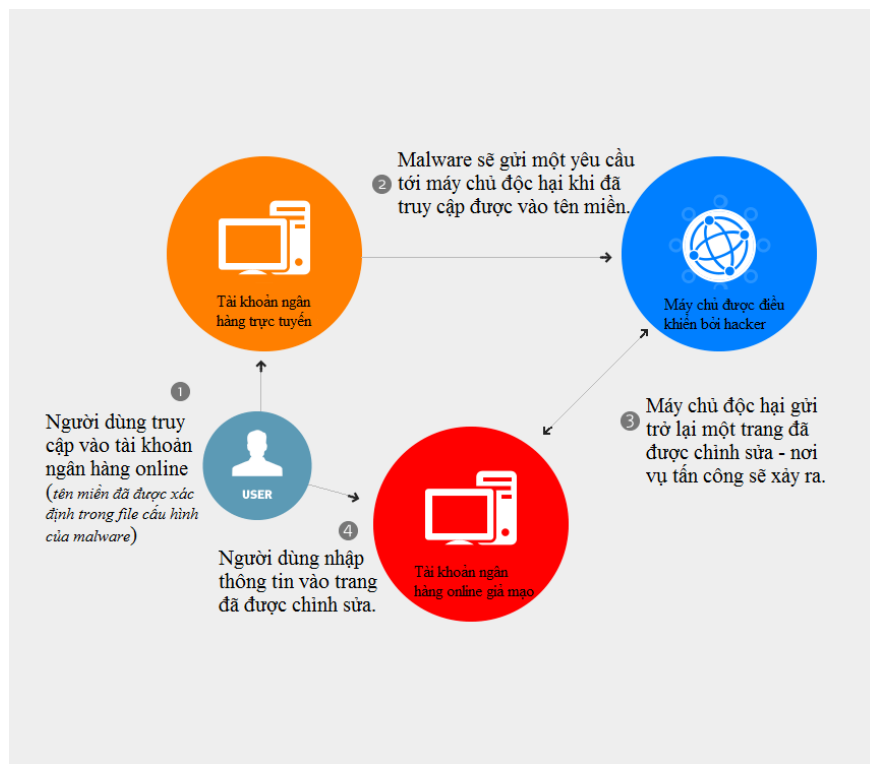 2
Malware sẽ gửi một yêu cầu
tới máy chủ độc hại khi đã
truy cập được vào tên miền.
Tài khoản ngân
hàng trực tuyến
Máy chủ được điều
khiển bởi hacker
1
Người dùng truy
cập vào tài khoản
ngân hàng online
(tên miền đã được xác
định trong file cấu hình
của malware)
USER
3
Máy chủ độc hại gửi
trở lại một trang đã
được chỉnh sửa - nơi
vụ tấn công sẽ xảy ra.
4
Người dùng nhập
thông tin vào trang
đã được chỉnh sửa.
Tài khoản ngân
hàng online giả mạo